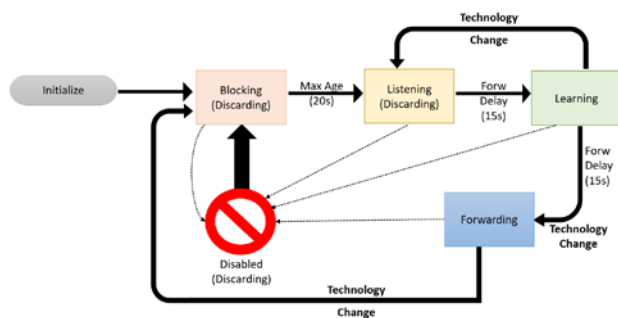 Technology
Change
Initialize
Blocking
(Discarding)
Max Age
(20s)
Listening
(Discarding)
Forw
Delay
(15s)
Learning
Forw
Delay
(15s)
Forwarding
Technology
Change
Disabled
(Discarding)
Technology
Change